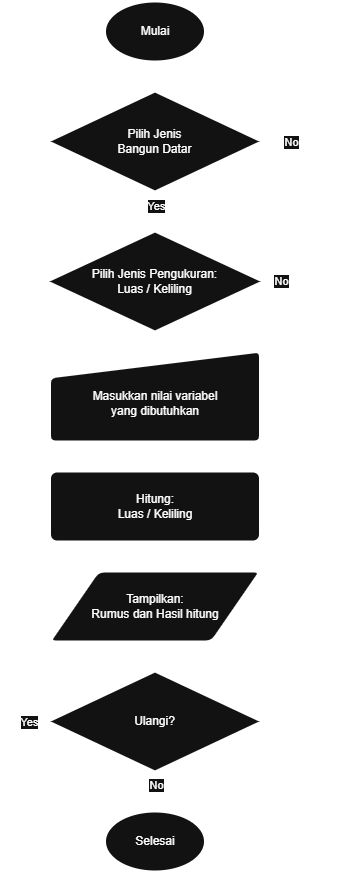 Mulai
Pilih Jenis
Bangun Datar
No
Yes
Pilih Jenis Pengukuran:
Luas / Keliling
No
Masukkan nilai variabel
yang dibutuhkan
Hitung:
Luas / Keliling
Tampilkan:
Rumus dan Hasil hitung
Yes
Ulangi?
No
Selesai